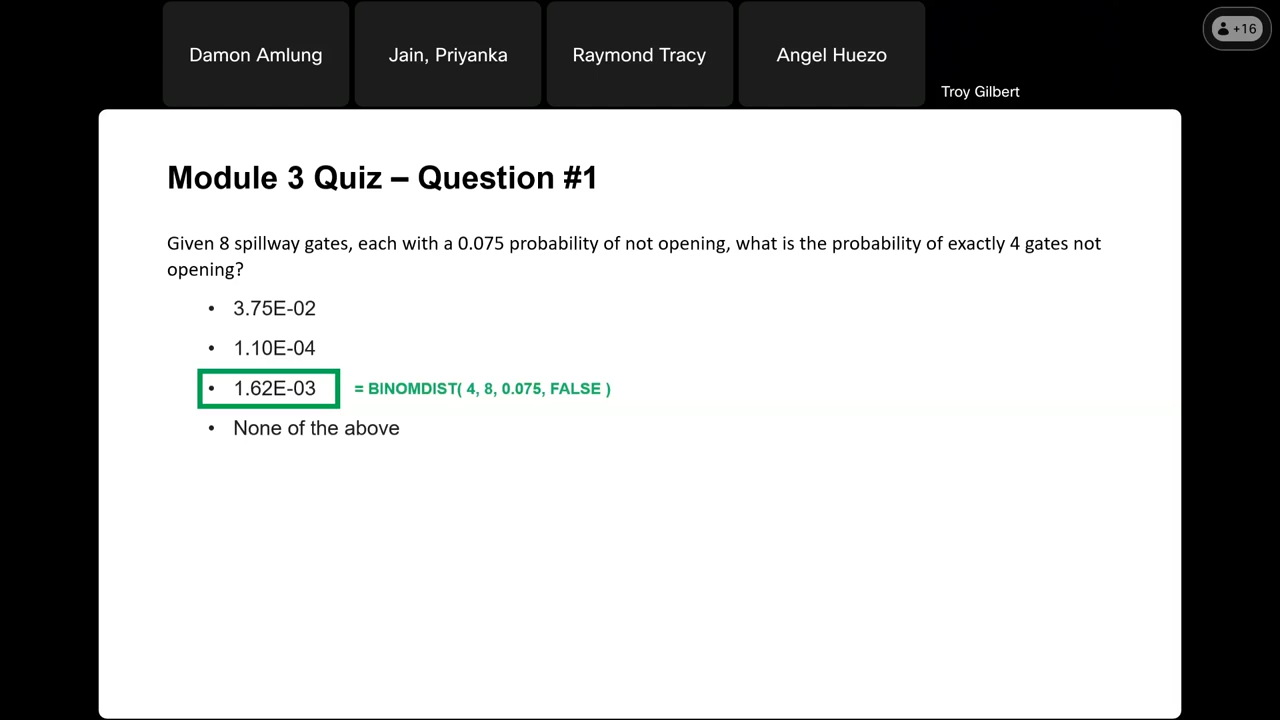 Damon Amlung
Jain, Priyanka
Raymond Tracy
Angel Huezo
+16
Troy Gilbert
Module 3 Quiz – Question #1
Given 8 spillway gates, each with a 0.075 probability of not opening, what is the probability of exactly 4 gates not
opening?
• 3.75E-02
• 1.10E-04
• 1.62E-03 = BINOMDIST( 4, 8, 0.075, FALSE )
• None of the above